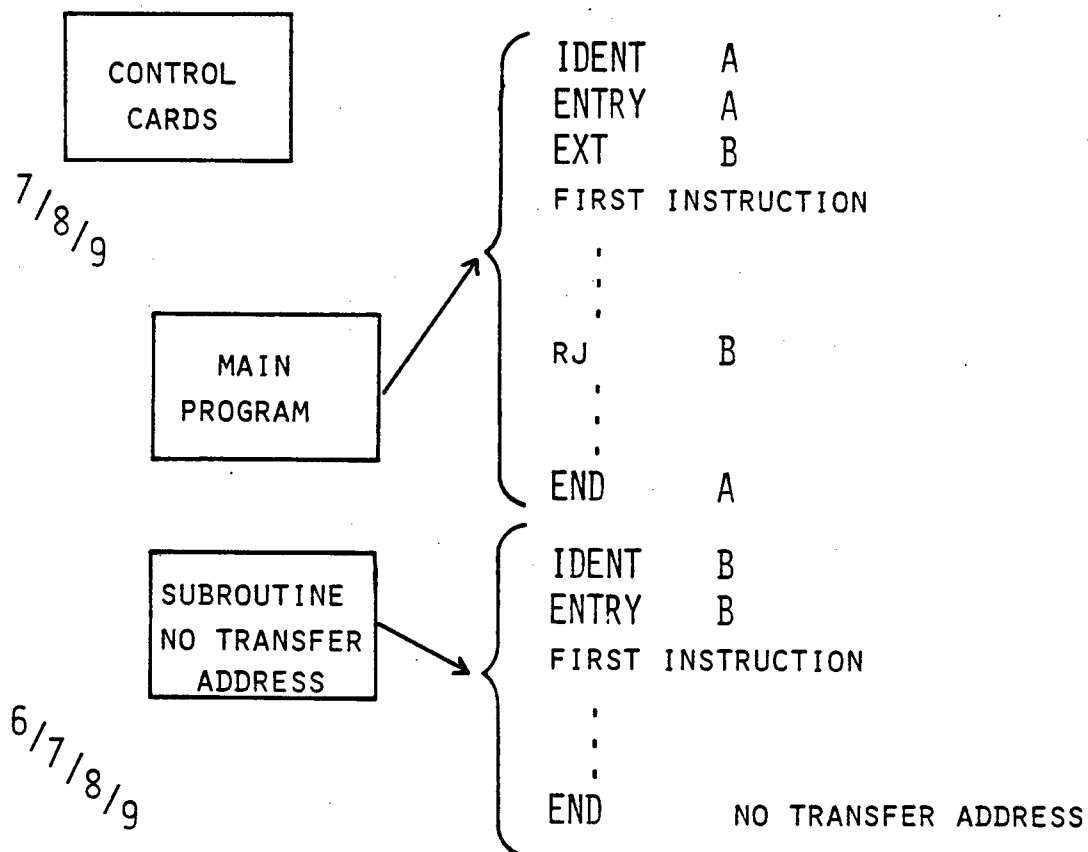 CONTROL
CARDS
7/8/9
MAIN
PROGRAM
IDENT A
ENTRY A
EXT B
FIRST INSTRUCTION
RJ B
END A
SUBROUTINE
NO TRANSFER
ADDRESS
6/7/8/9
IDENT B
ENTRY B
FIRST INSTRUCTION
END NO TRANSFER ADDRESS